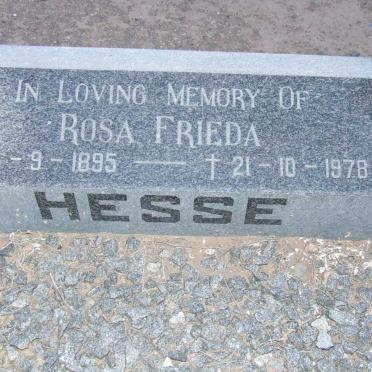 In Loving Memory Of
Rosa Frieda
-9-1895 — † 21-10-1978
HESSE